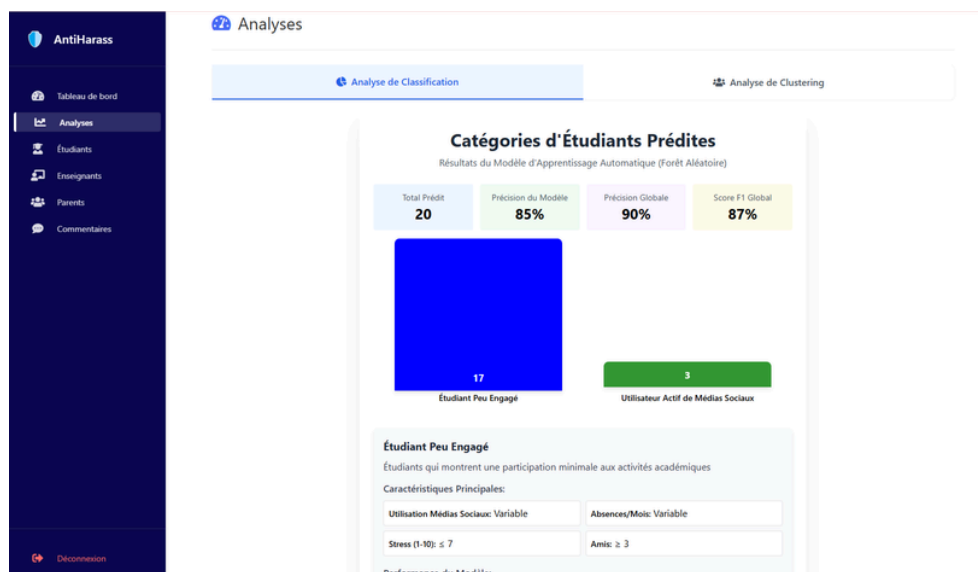 AntiHarass
Tableau de bord
Analyses
Étudiants
Enseignants
Parents
Commentaires
Déconnexion
Analyses
Analyse de Classification
Analyse de Clustering
Catégories d'Étudiants Prédites
Résultats du Modèle d'Apprentissage Automatique (Forêt Aléatoire)
Total Prédit
20
Précision du Modèle
85%
Précision Globale
90%
Score F1 Global
87%
17
Étudiant Peu Engagé
3
Utilisateur Actif de Médias Sociaux
Étudiant Peu Engagé
Étudiants qui montrent une participation minimale aux activités académiques
Caractéristiques Principales:
Utilisation Médias Sociaux: Variable
Absences/Mois: Variable
Stress (1-10): ≤ 7
Amis: ≥ 3
Performance du Modèle: